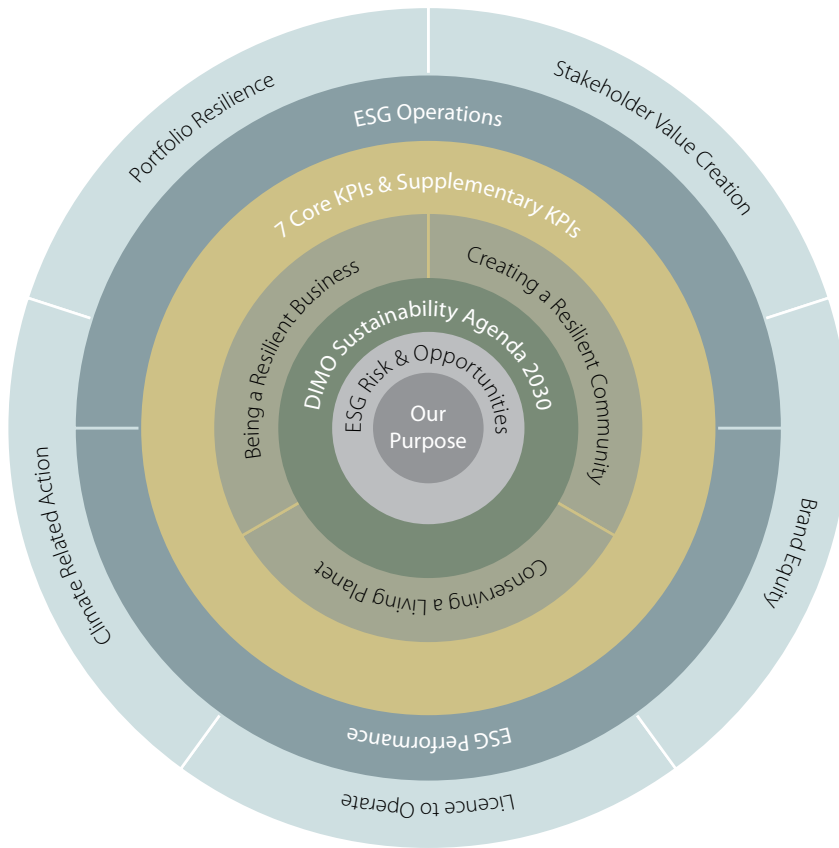 Portfolio Resilience
Stakeholder Value Creation
ESG Operations
7 Core KPIs & Supplementary KPIs
Being a Resilient Business
Creating a Resilient Community
DIMO Sustainability Agenda 2030
ESG Risk & Opportunities
Our
Purpose
Conserving a Living Planet
Climate Related Action
Brand Equity
ESG Performance
Licence to Operate